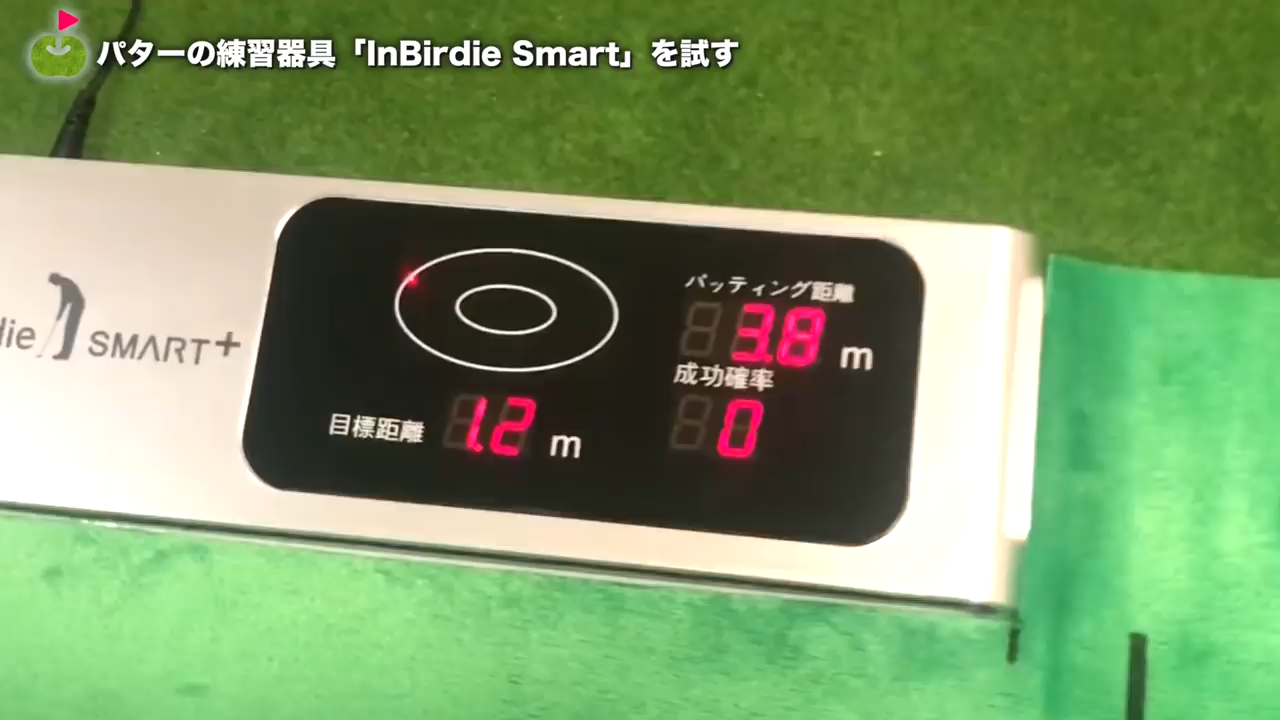 パターの練習器具「InBirdie Smart」を試す
die SMART+
パッティング距離
3.8 m
成功確率
0
目標距離 1.2 m